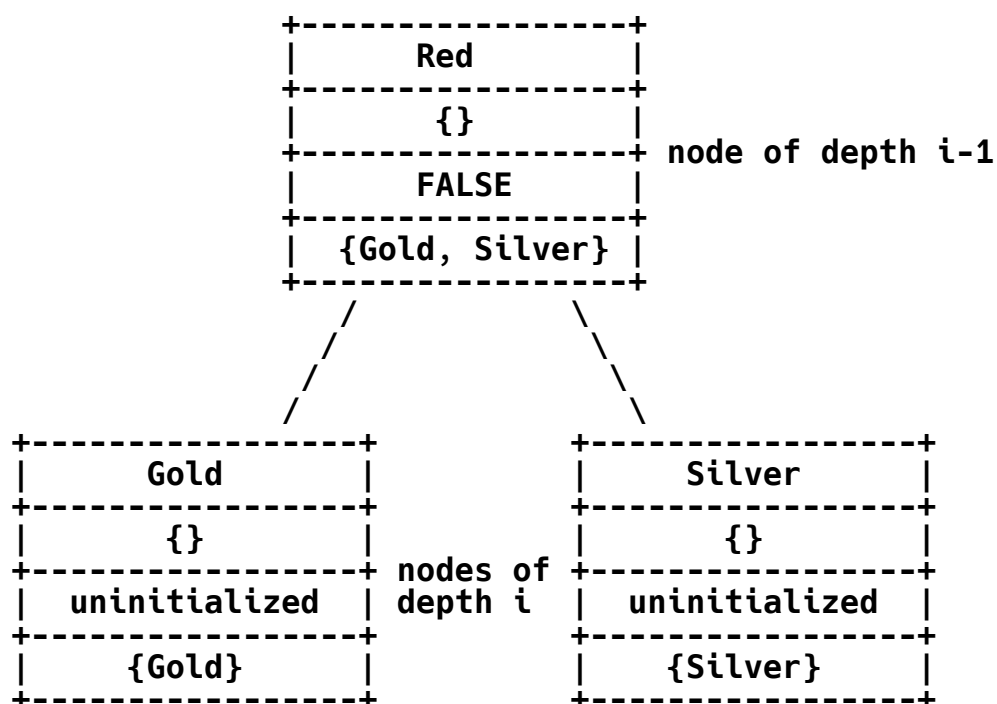 Red
{}
node of depth i-1
FALSE
{Gold, Silver}
Gold
Silver
{}
{}
nodes of
depth i
uninitialized
uninitialized
{Gold}
{Silver}